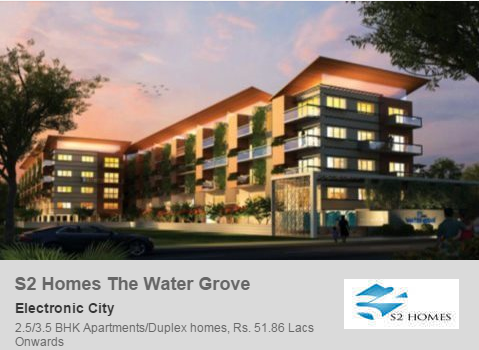 S2 Homes The Water Grove
Electronic City
2.5/3.5 BHK Apartments/Duplex homes, Rs. 51.86 Lacs
Onwards
S2 HOMES